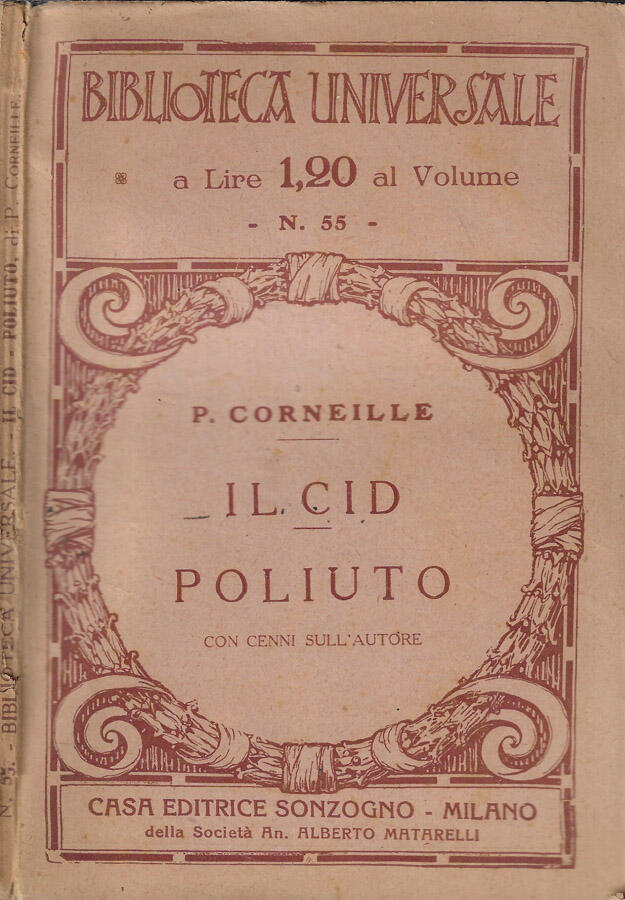 BIBLIOTECA UNIVERSALE
a Lire 1,20 al Volume
- N. 55 -
P. CORNEILLE
IL CID
POLIUTO
CON CENNI SULL'AUTORE
CASA EDITRICE SONZOGNO - MILANO
della Società An. ALBERTO MATARELLI
N. 55. - BIBLIOTECA UNIVERSALE. - IL CID - POLIUTO, di P. CORNEILLE.